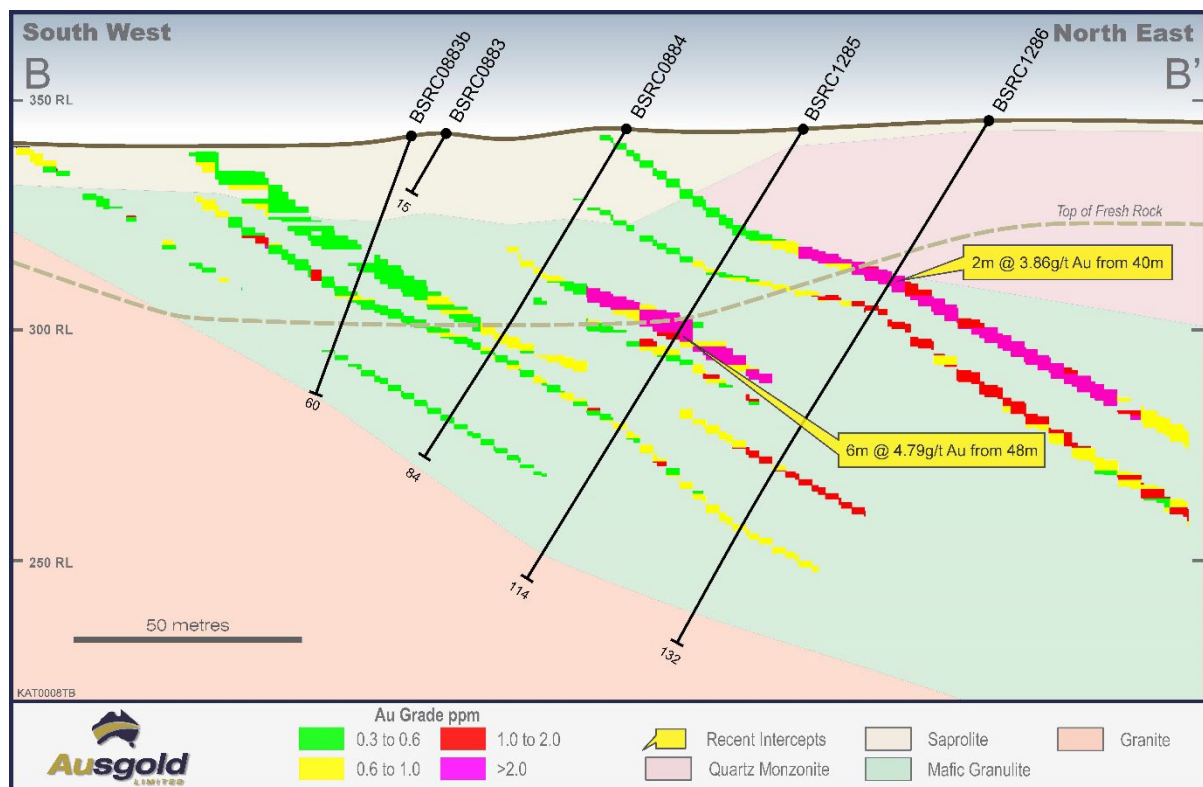 South West
North East
B
B'
BSRC0883b
BSRC0883
BSRC0884
BSRC1285
BSRC1286
350 RL
15
Top of Fresh Rock
2m @ 3.86g/t Au from 40m
300 RL
60
6m @ 4.79g/t Au from 48m
84
250 RL
114
50 metres
132
KAT0008TB
Au Grade ppm
0.3 to 0.6
1.0 to 2.0
Recent Intercepts
Saprolite
Granite
0.6 to 1.0
>2.0
Quartz Monzonite
Mafic Granulite
Ausgold
LIMITED